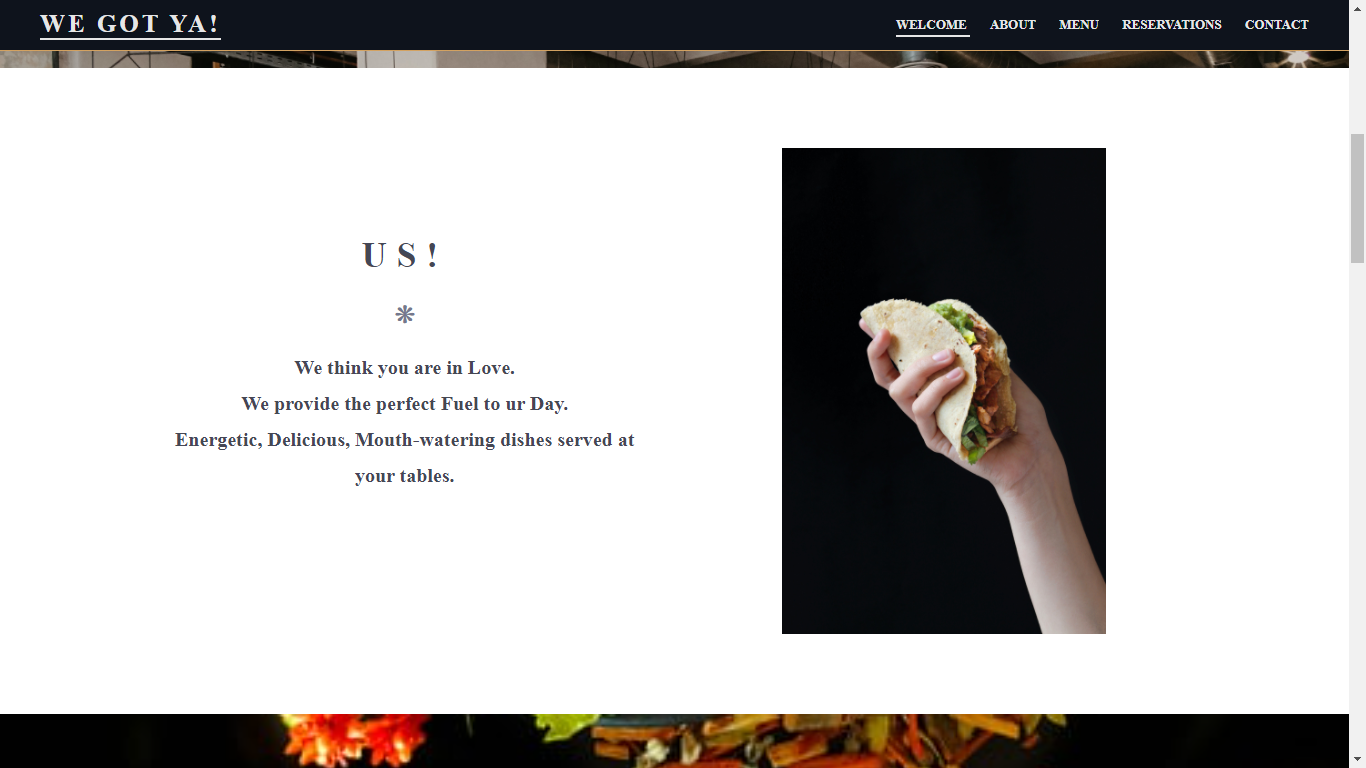 WE GOT YA!
WELCOME ABOUT MENU RESERVATIONS CONTACT
US!
We think you are in Love.
We provide the perfect Fuel to ur Day.
Energetic, Delicious, Mouth-watering dishes served at
your tables.